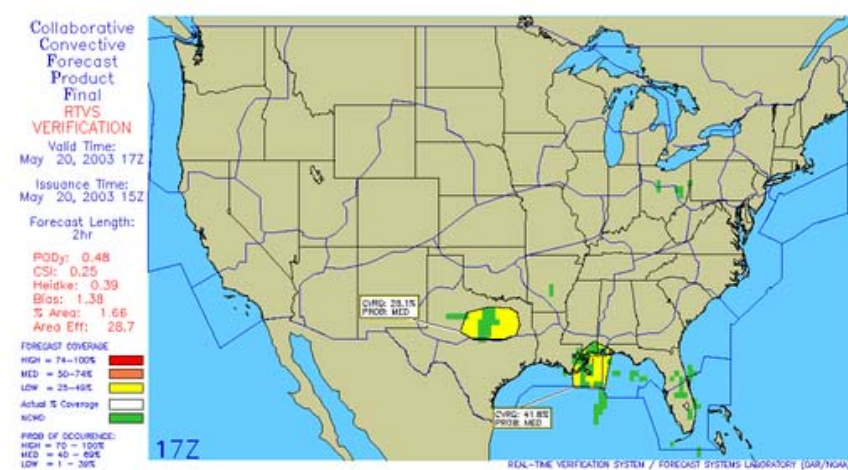 Collaborative
Convective
Forecast
Product
Final
RTVS
VERIFICATION
Valid Time:
May 20, 2003 17Z
Issuance Time:
May 20, 2003 15Z
Forecast Length:
2hr
PODy: 0.48
CSI: 0.25
Heidke: 0.39
Bias: 1.38
% Area: 1.66
Area Eff: 28.7
FORECAST COVERAGE
HIGH = 74-100%
MED = 50-74%
LOW = 25-49%
Actual % Coverage
NCWD
PROB OF OCCURENCE:
HIGH = 70 - 100%
MED = 40 - 69%
LOW = 1 - 39%
CVRG: 28.1%
PROB: MED
CVRG: 41.8%
PROB: MED
17Z
REAL-TIME VERIFICATION SYSTEM / FORECAST SYSTEMS LABORATORY (OAR/NOAA)